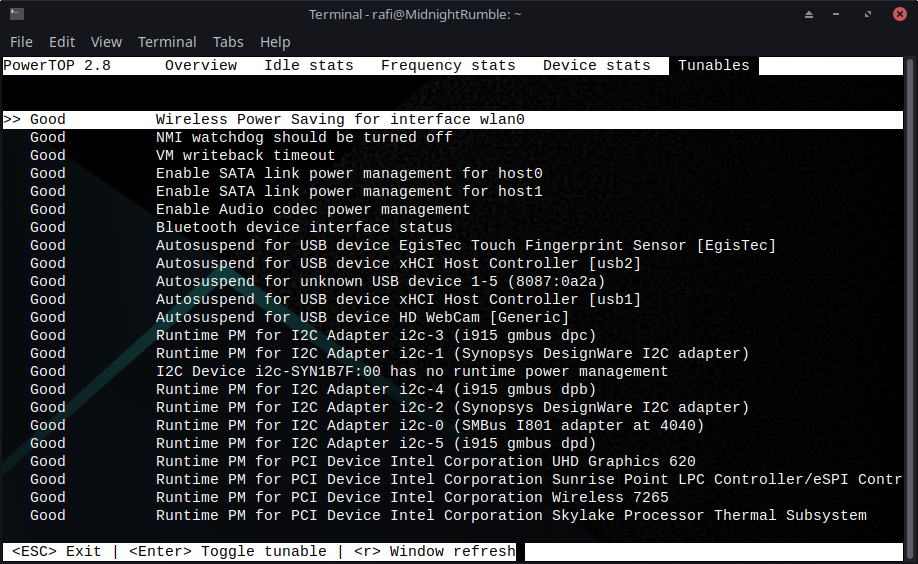 Terminal - rafi@MidnightRumble: ~
File Edit View Terminal Tabs Help
PowerTOP 2.8 Overview Idle stats Frequency stats Device stats Tunables
>> Good Wireless Power Saving for interface wlan0
Good NMI watchdog should be turned off
Good VM writeback timeout
Good Enable SATA link power management for host0
Good Enable SATA link power management for host1
Good Enable Audio codec power management
Good Bluetooth device interface status
Good Autosuspend for USB device EgisTec Touch Fingerprint Sensor [EgisTec]
Good Autosuspend for USB device xHCI Host Controller [usb2]
Good Autosuspend for unknown USB device 1-5 (8087:0a2a)
Good Autosuspend for USB device xHCI Host Controller [usb1]
Good Autosuspend for USB device HD WebCam [Generic]
Good Runtime PM for I2C Adapter i2c-3 (i915 gmbus dpc)
Good Runtime PM for I2C Adapter i2c-1 (Synopsys DesignWare I2C adapter)
Good I2C Device i2c-SYN1B7F:00 has no runtime power management
Good Runtime PM for I2C Adapter i2c-4 (i915 gmbus dpb)
Good Runtime PM for I2C Adapter i2c-2 (Synopsys DesignWare I2C adapter)
Good Runtime PM for I2C Adapter i2c-0 (SMBus I801 adapter at 4040)
Good Runtime PM for I2C Adapter i2c-5 (i915 gmbus dpd)
Good Runtime PM for PCI Device Intel Corporation UHD Graphics 620
Good Runtime PM for PCI Device Intel Corporation Sunrise Point LPC Controller/eSPI Contr
Good Runtime PM for PCI Device Intel Corporation Wireless 7265
Good Runtime PM for PCI Device Intel Corporation Skylake Processor Thermal Subsystem
<ESC> Exit | <Enter> Toggle tunable | <r> Window refresh